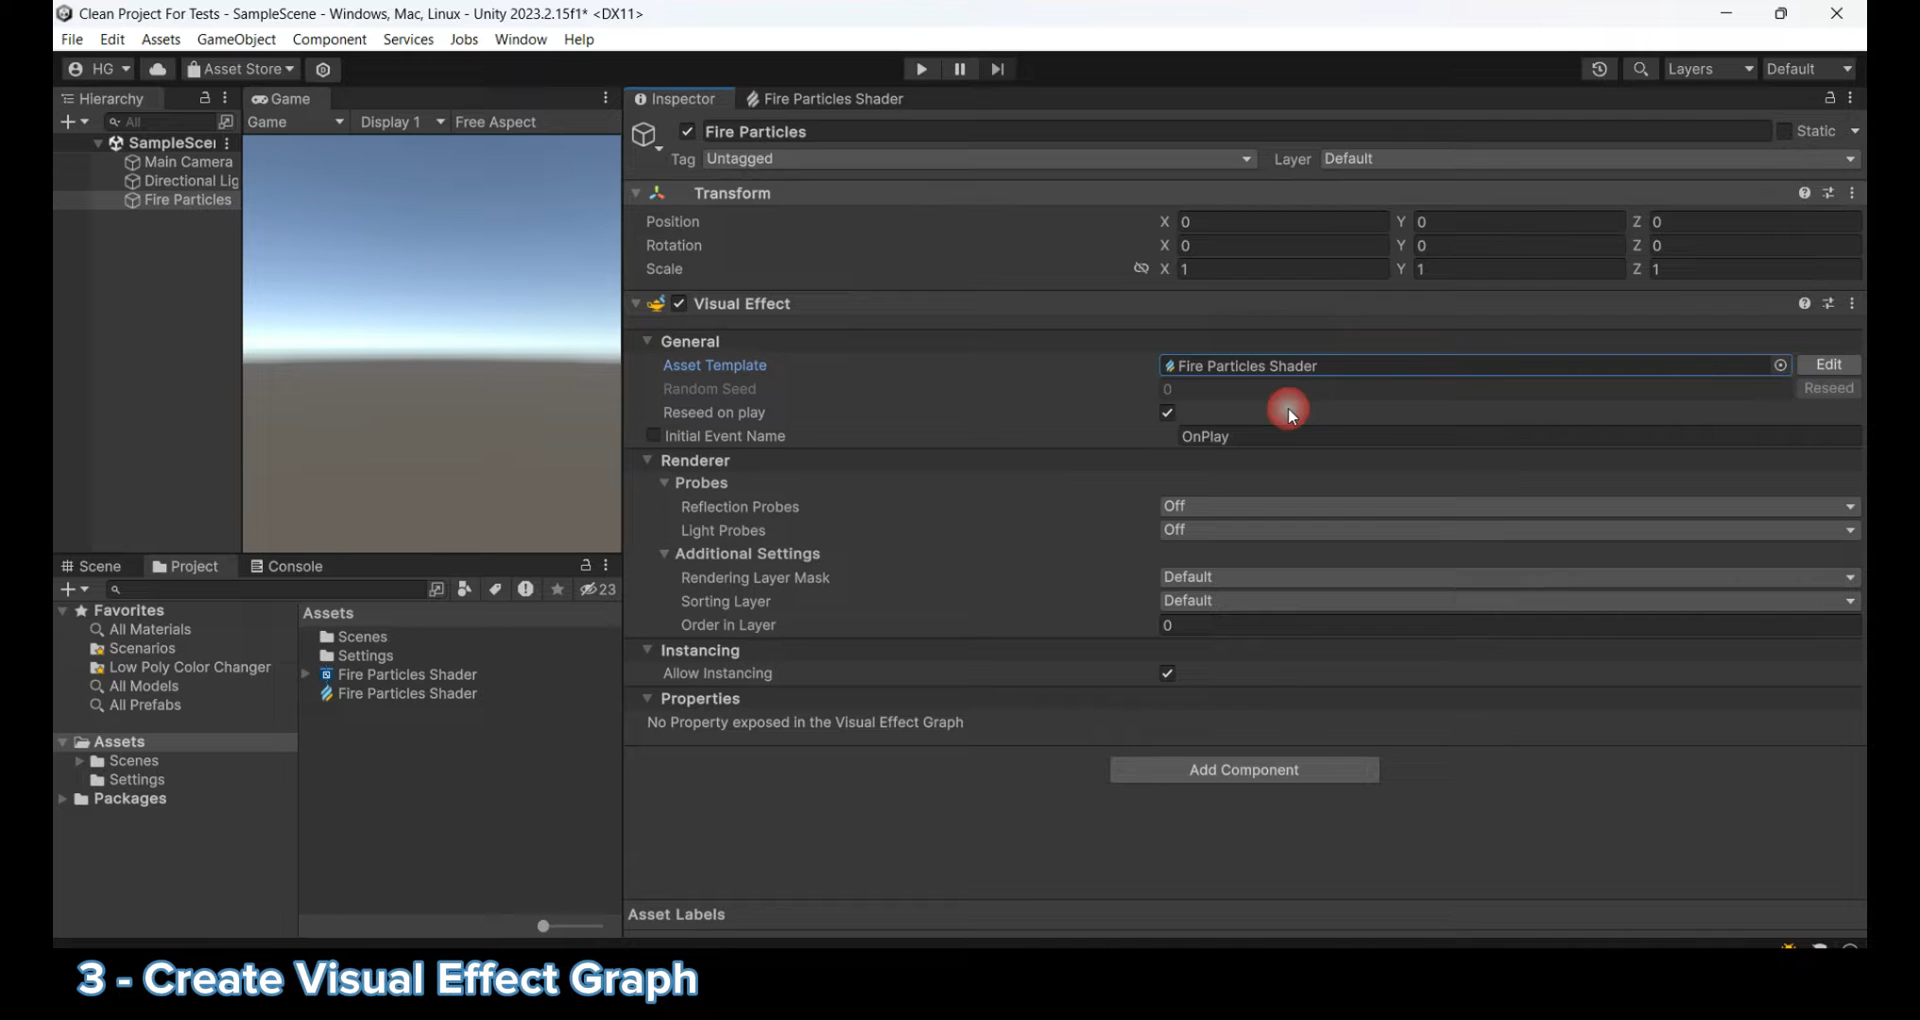 Clean Project For Tests - SampleScene - Windows, Mac, Linux - Unity 2023.2.15f1* <DX11>
File Edit Assets GameObject Component Services Jobs Window Help
HG Asset Store Layers Default
Hierarchy Game Inspector Fire Particles Shader
All Game Display 1 Free Aspect
SampleScei
Main Camera
Directional Lig
Fire Particles
Fire Particles Static
Tag Untagged Layer Default
Transform
Position X 0 Y 0 Z 0
Rotation X 0 Y 0 Z 0
Scale X 1 Y 1 Z 1
Visual Effect
General
Asset Template Fire Particles Shader Edit
Random Seed 0 Reseed
Reseed on play
Initial Event Name OnPlay
Renderer
Probes
Reflection Probes Off
Light Probes Off
Additional Settings
Rendering Layer Mask Default
Sorting Layer Default
Order in Layer 0
Instancing
Allow Instancing
Properties
No Property exposed in the Visual Effect Graph
Add Component
Asset Labels
Scene Project Console
23
Favorites
All Materials
Scenarios
Low Poly Color Changer
All Models
All Prefabs
Assets
Scenes
Settings
Packages
Assets
Scenes
Settings
Fire Particles Shader
Fire Particles Shader
3 - Create Visual Effect Graph